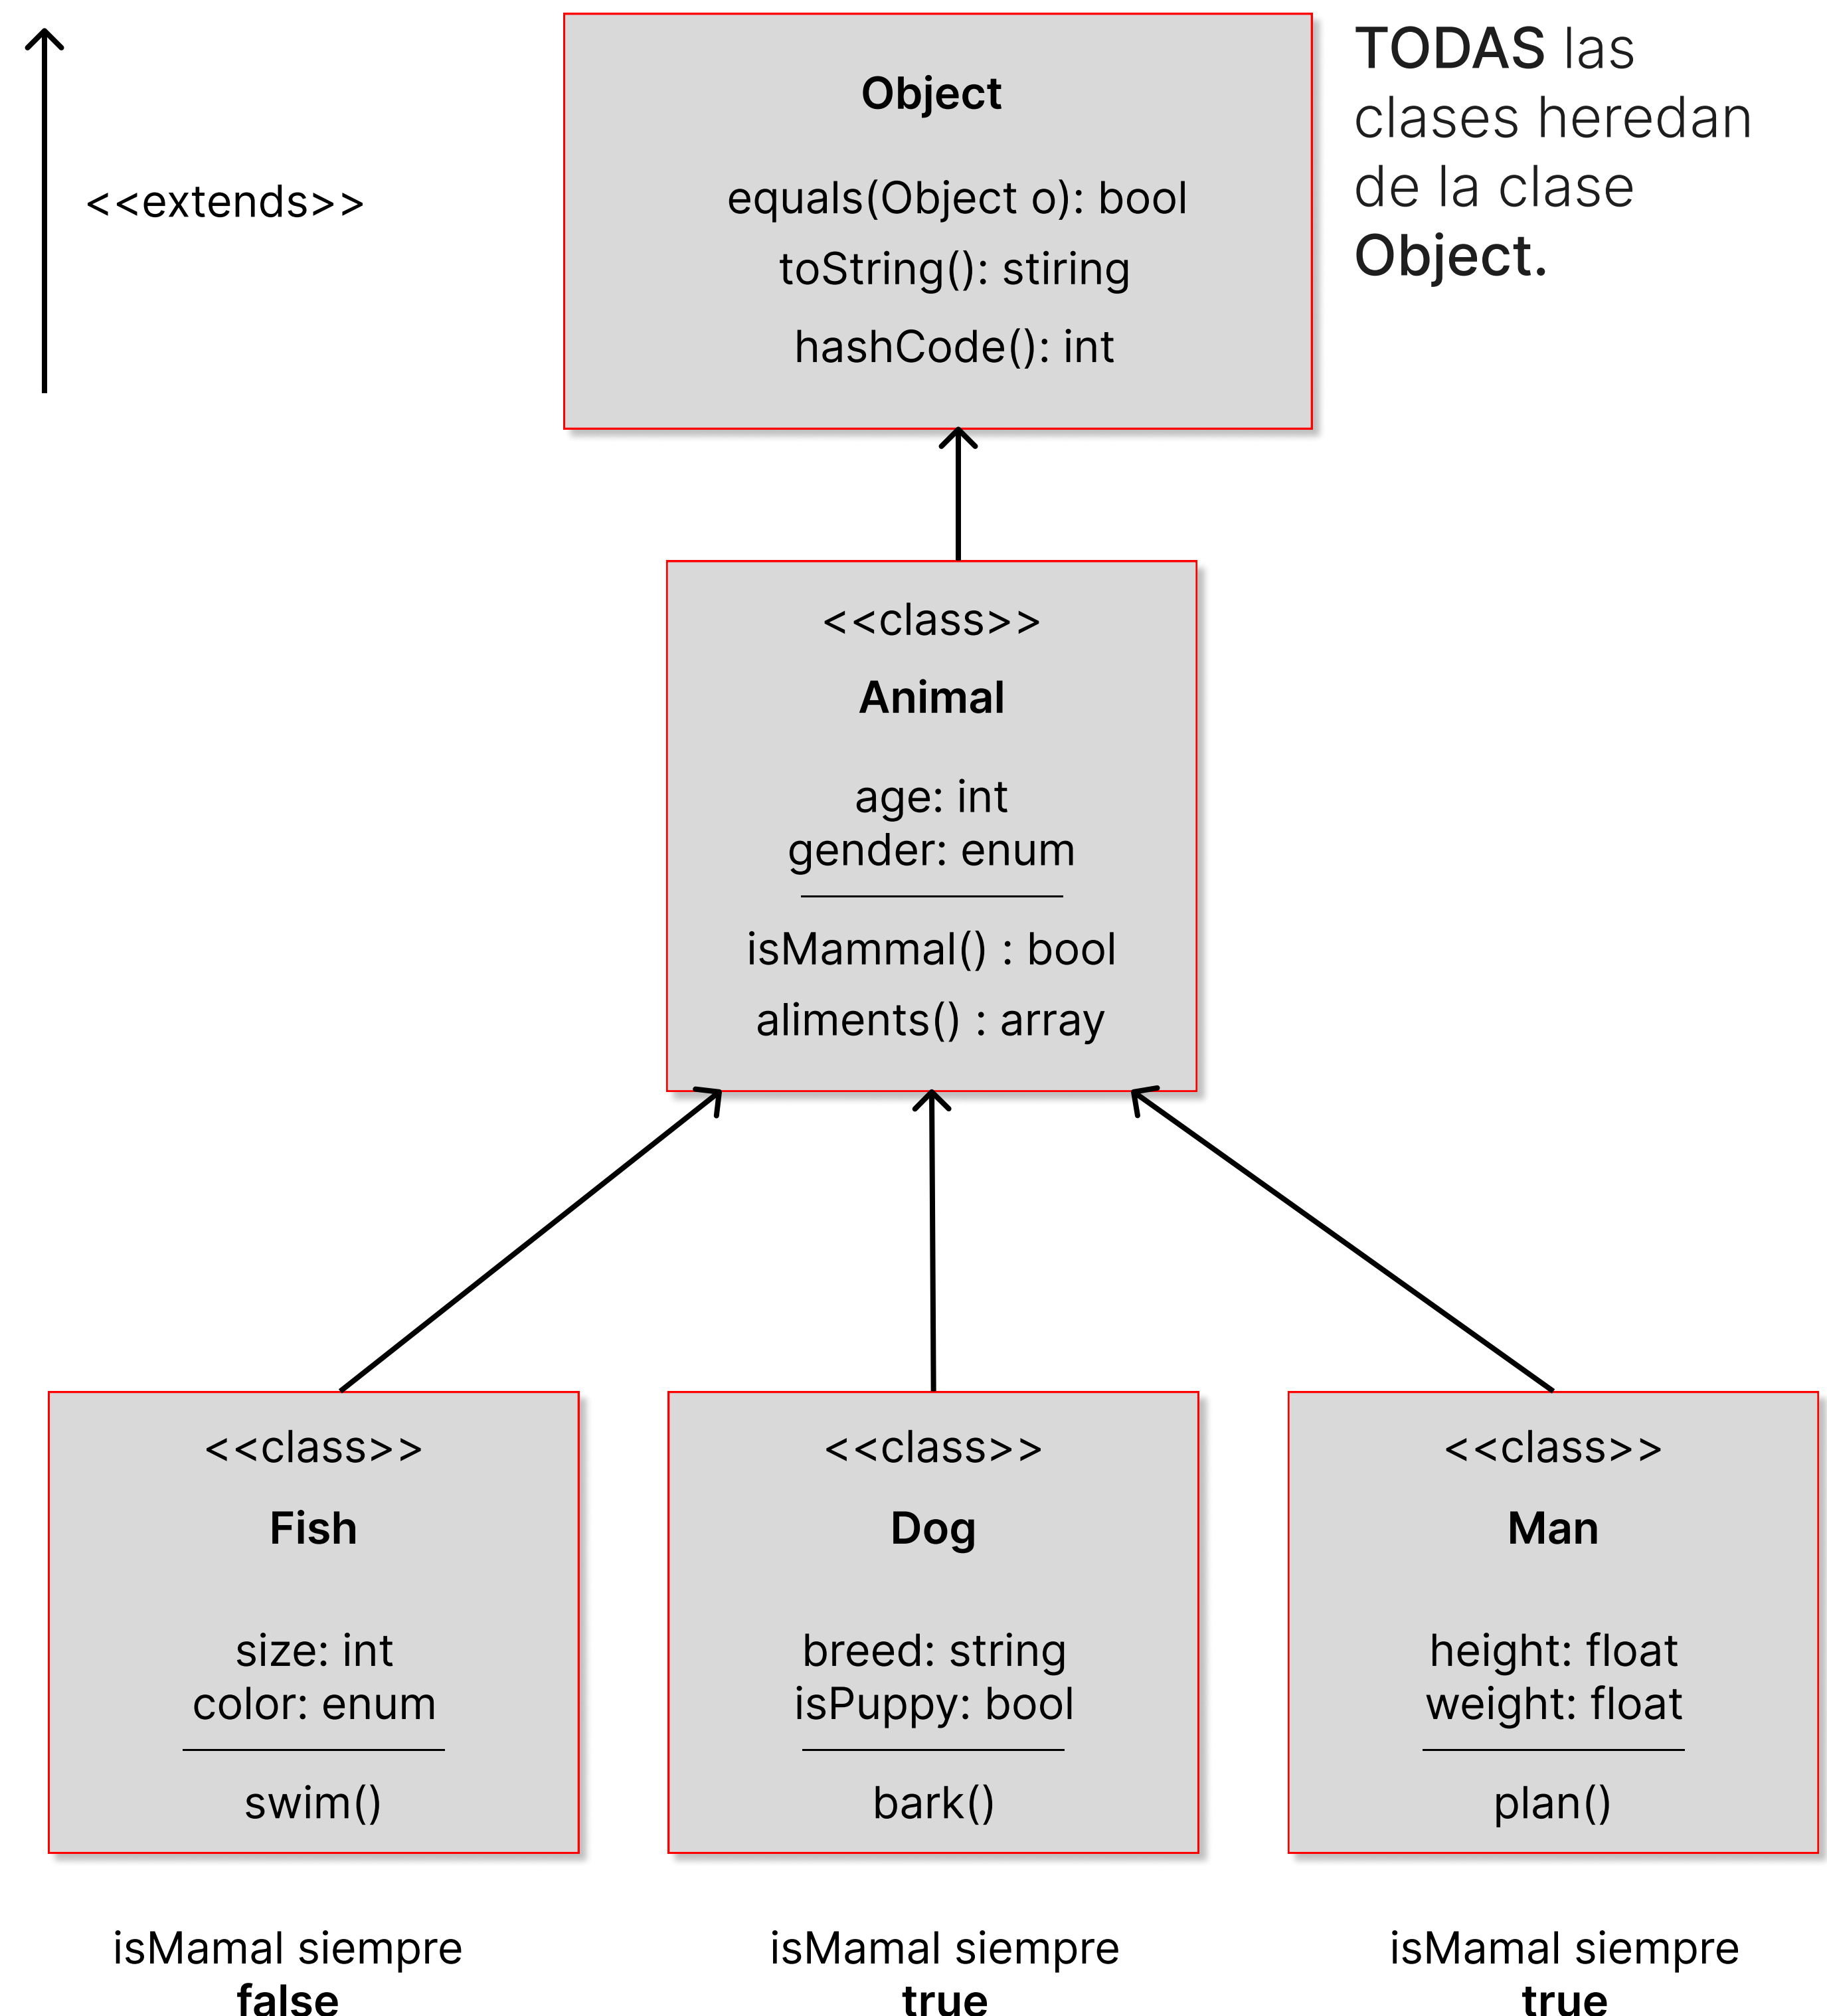 <<extends>>
Object
equals(Object o): bool
toString(): stiring
hashCode(): int
TODAS las
clases heredan
de la clase
Object.
<<class>>
Animal
age: int
gender: enum
isMammal() : bool
aliments() : array
<<class>>
Fish
size: int
color: enum
swim()
isMamal siempre
false
<<class>>
Dog
breed: string
isPuppy: bool
bark()
isMamal siempre
true
<<class>>
Man
height: float
weight: float
plan()
isMamal siempre
true